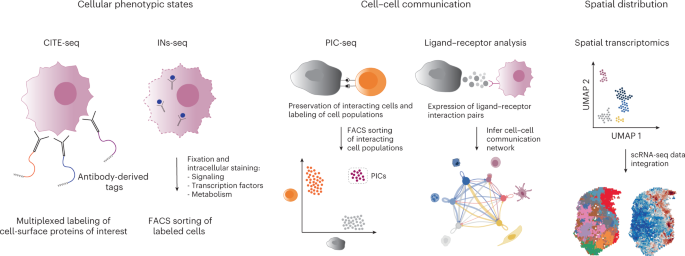 Cellular phenotypic states
CITE-seq
INs-seq
Antibody-derived
tags
Fixation and
intracellular staining:
- Signaling
- Transcription factors
- Metabolism
Multiplexed labeling of
cell-surface proteins of interest
FACS sorting of
labeled cells
Cell–cell communication
PIC-seq
Preservation of interacting cells and
labeling of cell populations
FACS sorting
of interacting
cell populations
PICs
Ligand–receptor analysis
Expression of ligand–receptor
interaction pairs
Infer cell–cell
communication
network
Spatial distribution
Spatial transcriptomics
UMAP 2
UMAP 1
scRNA-seq data
integration